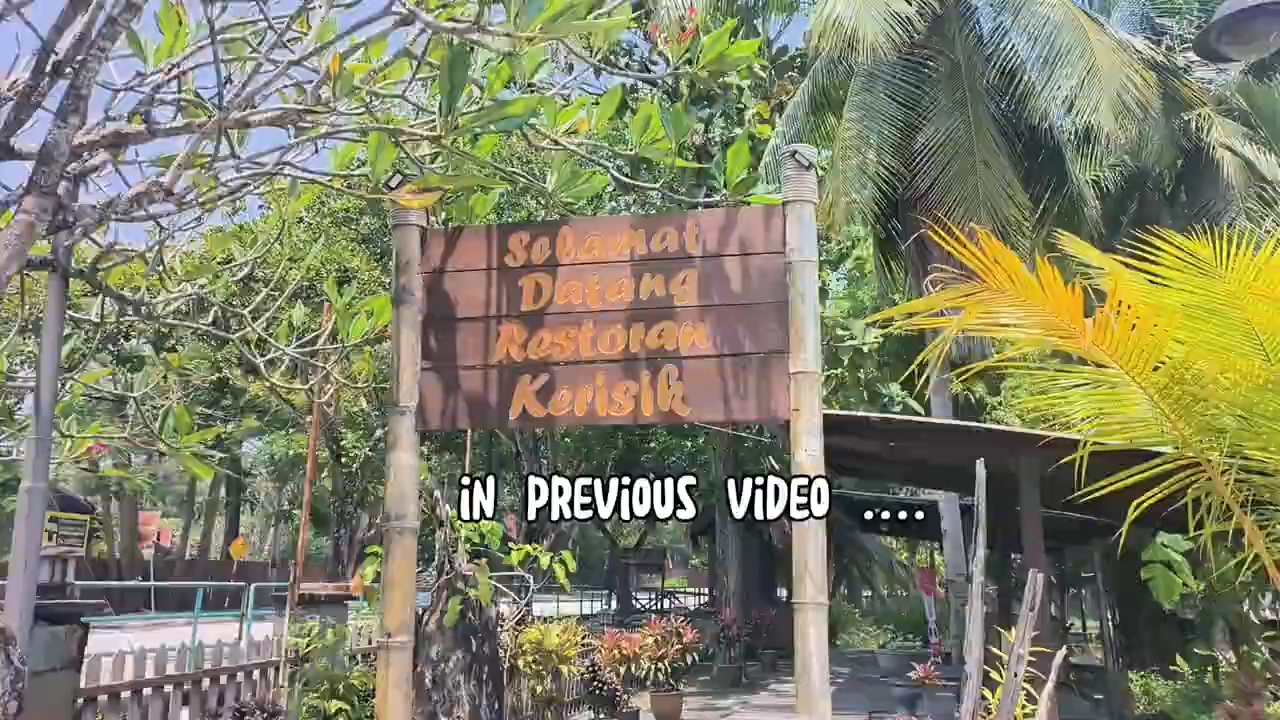 Selamat
Datang
Restoran
Kerisik
iN PREViOUS ViDEO ....